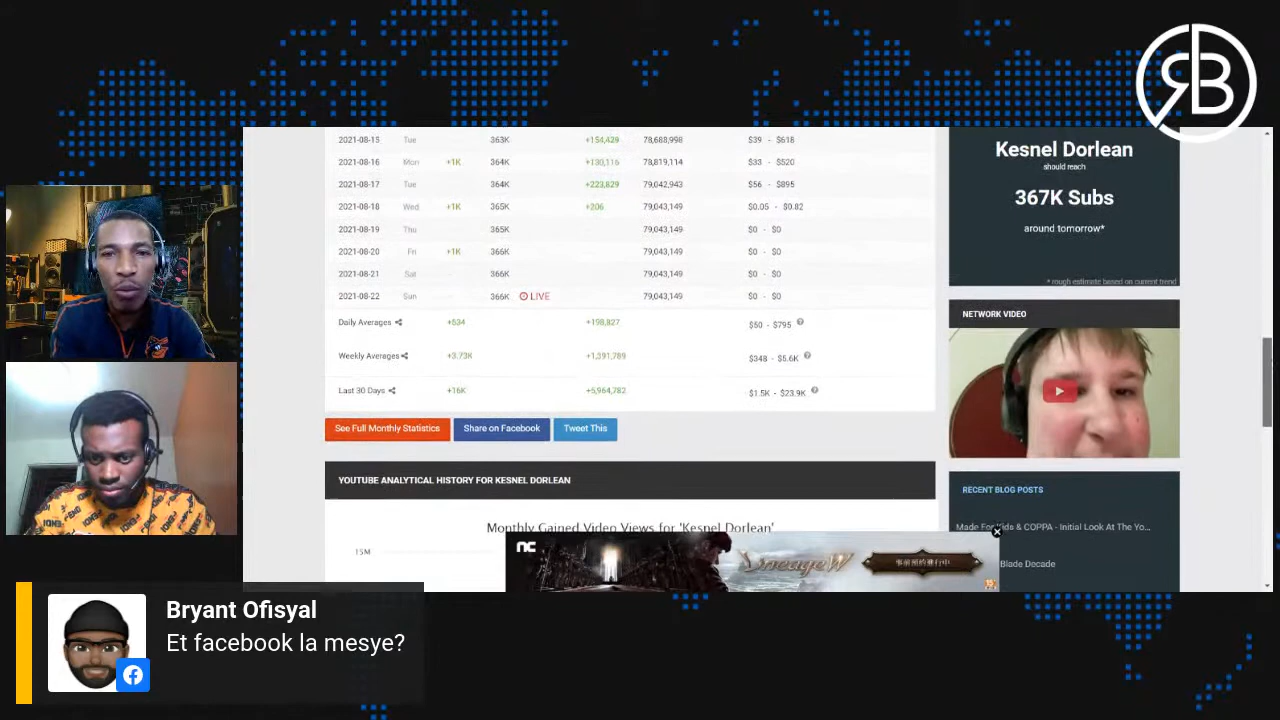 RB
2021-08-15 Tue 363K +154,429 78,688,998 $39 - $618
2021-08-16 Mon +1K 364K +130,116 78,819,114 $33 - $520
2021-08-17 Tue 364K +223,829 79,042,943 $56 - $895
2021-08-18 Wed +1K 365K +206 79,043,149 $0.05 - $0.82
2021-08-19 Thu 365K 79,043,149 $0 - $0
2021-08-20 Fri +1K 366K 79,043,149 $0 - $0
2021-08-21 Sat 366K 79,043,149 $0 - $0
2021-08-22 Sun 366K LIVE 79,043,149 $0 - $0
Daily Averages +534 +198,827 $50 - $795
Weekly Averages +3.73K +1,391,789 $348 - $5.6K
Last 30 Days +16K +5,964,782 $1.5K - $23.9K
See Full Monthly Statistics
Share on Facebook
Tweet This
YOUTUBE ANALYTICAL HISTORY FOR KESNEL DORLEAN
Monthly Gained Video Views for 'Kesnel Dorlean'
15M
nc
LineageW
Kesnel Dorlean
should reach
367K Subs
around tomorrow*
* rough estimate based on current trend
NETWORK VIDEO
RECENT BLOG POSTS
Made For Kids & COPPA - Initial Look At The Yo...
Blade Decade
Bryant Ofisyal
Et facebook la mesye?